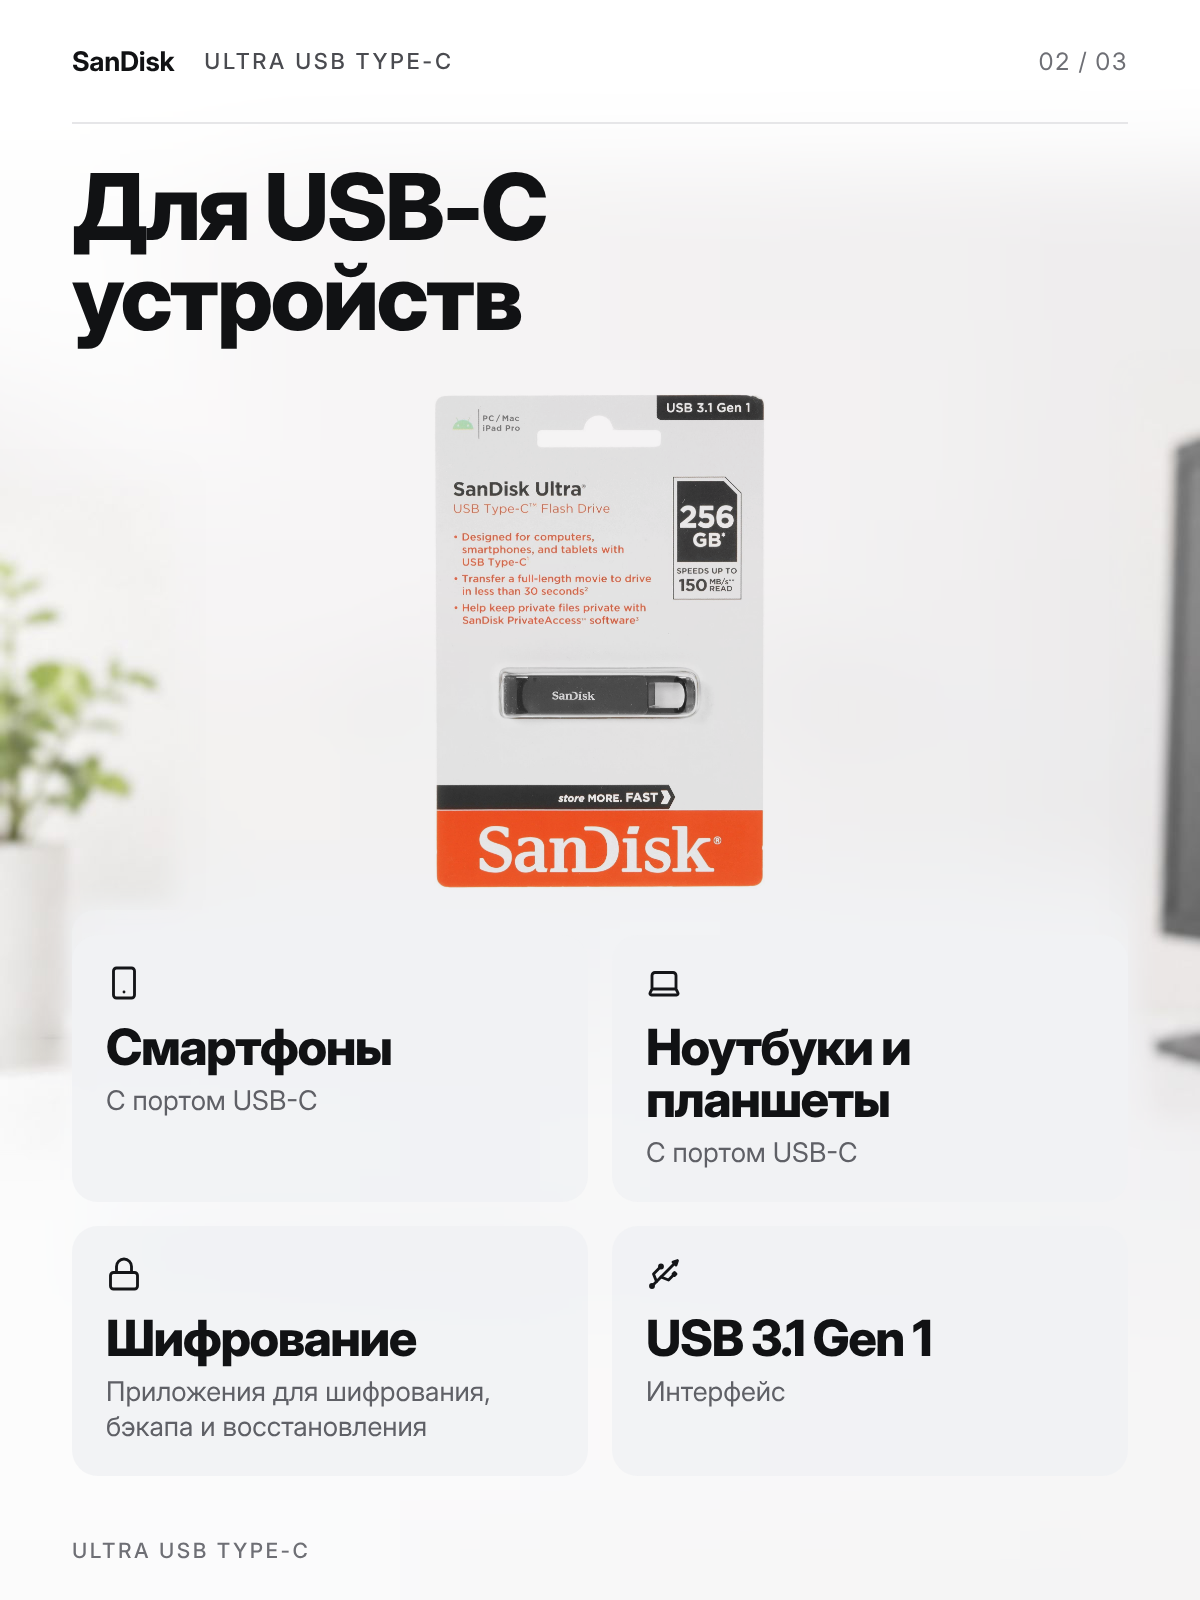 SanDisk ULTRA USB TYPE-C 02 / 03
Для USB-C
устройств
PC/Mac
iPad Pro
USB 3.1 Gen 1
SanDisk Ultra®
USB Type-C™ Flash Drive
• Designed for computers,
smartphones, and tablets with
USB Type-C
• Transfer a full-length movie to drive
in less than 30 seconds²
• Help keep private files private with
SanDisk PrivateAccess™ software³
256
GB*
SPEEDS UP TO
150 MB/s**
READ
SanDisk
store MORE. FAST
SanDisk®
Смартфоны
С портом USB-C
Ноутбуки и
планшеты
С портом USB-C
Шифрование
Приложения для шифрования,
бэкапа и восстановления
USB 3.1 Gen 1
Интерфейс
ULTRA USB TYPE-C